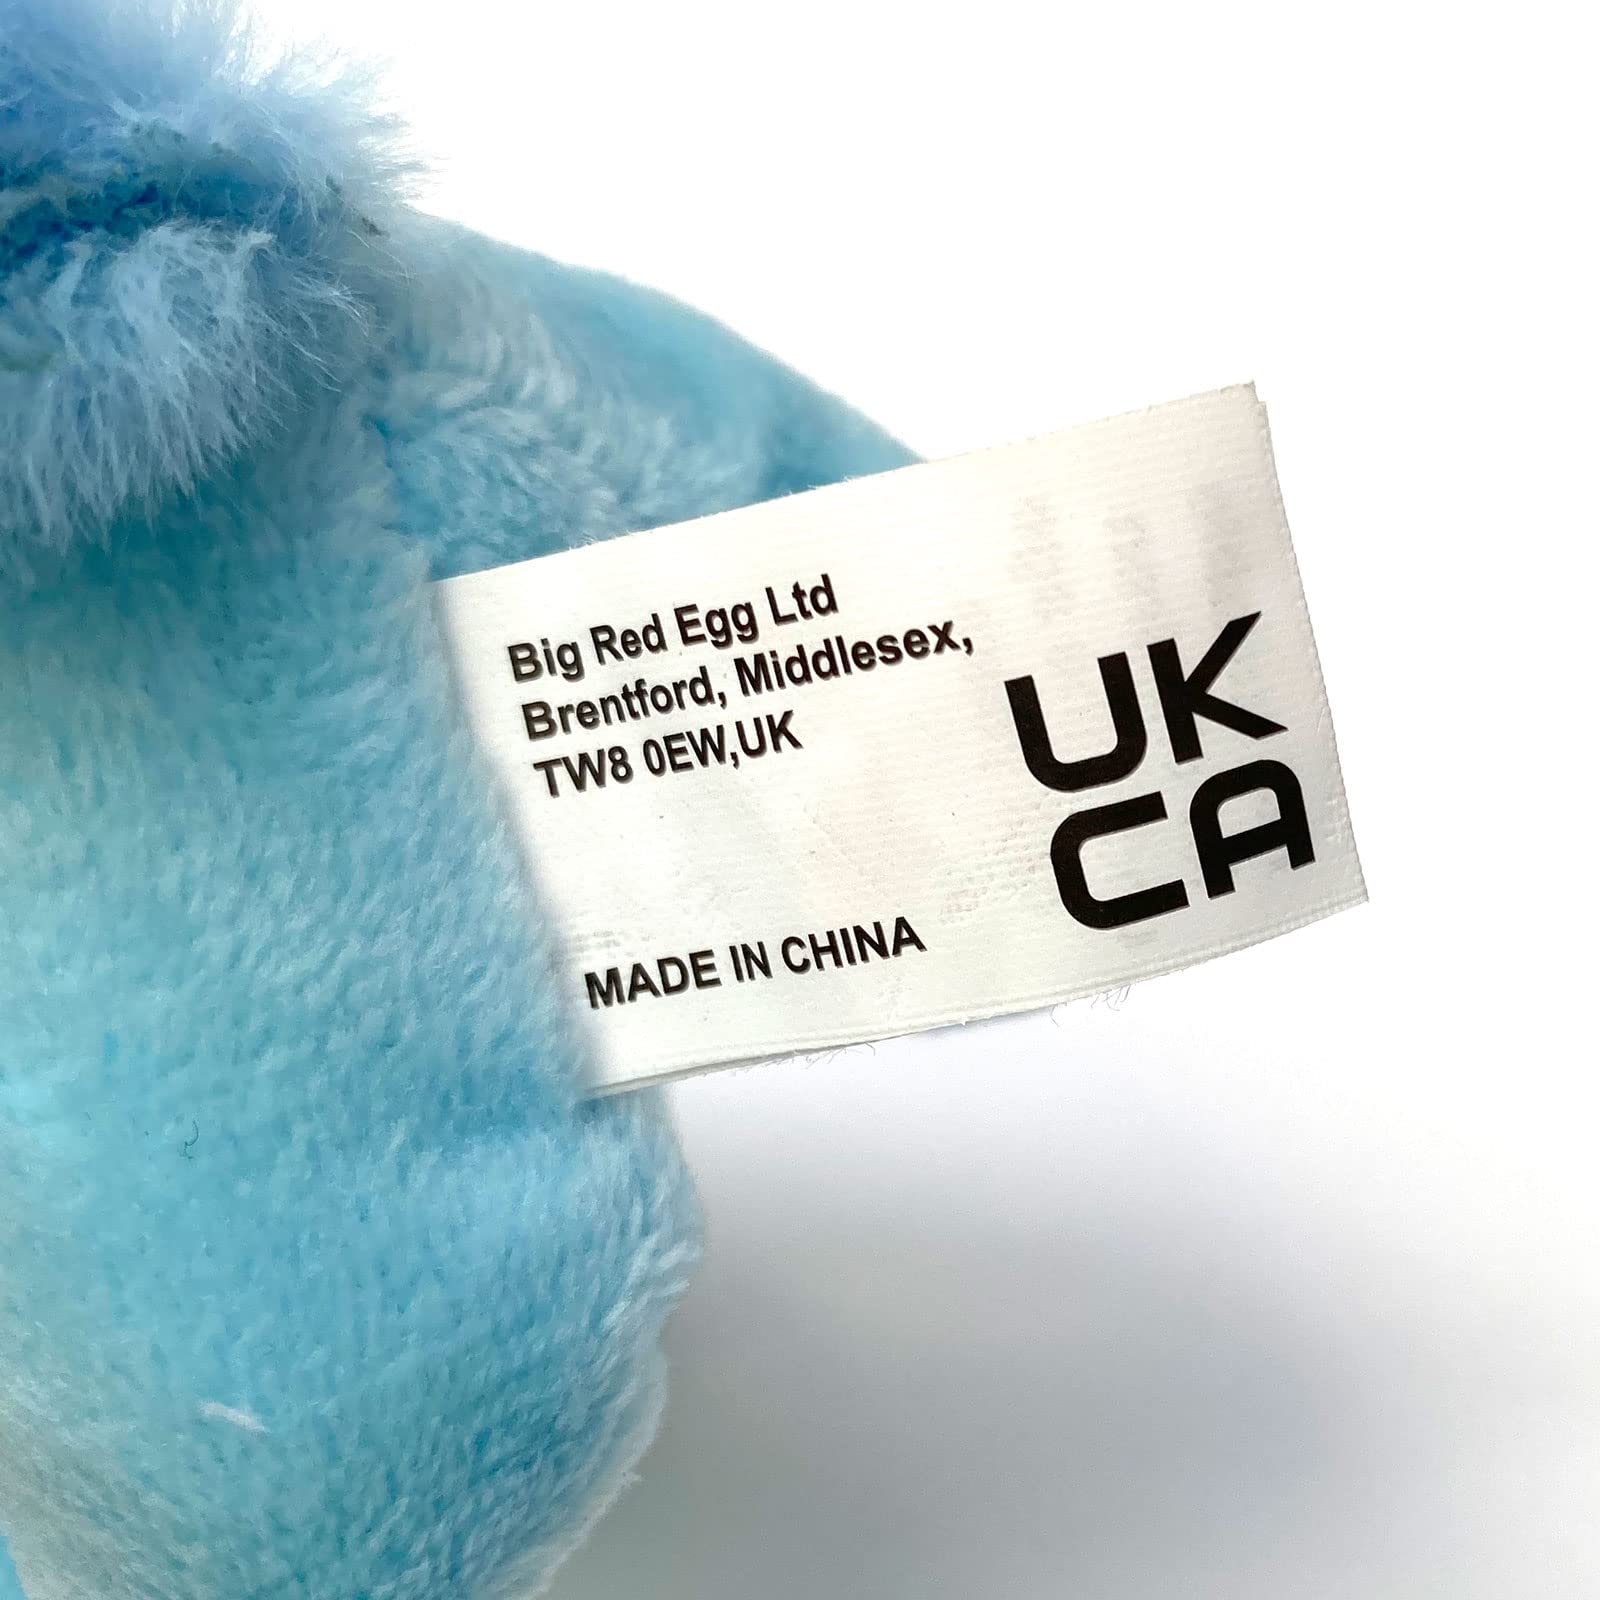 Big Red Egg Ltd
Brentford, Middlesex,
TW8 0EW,UK
UK
CA
MADE IN CHINA